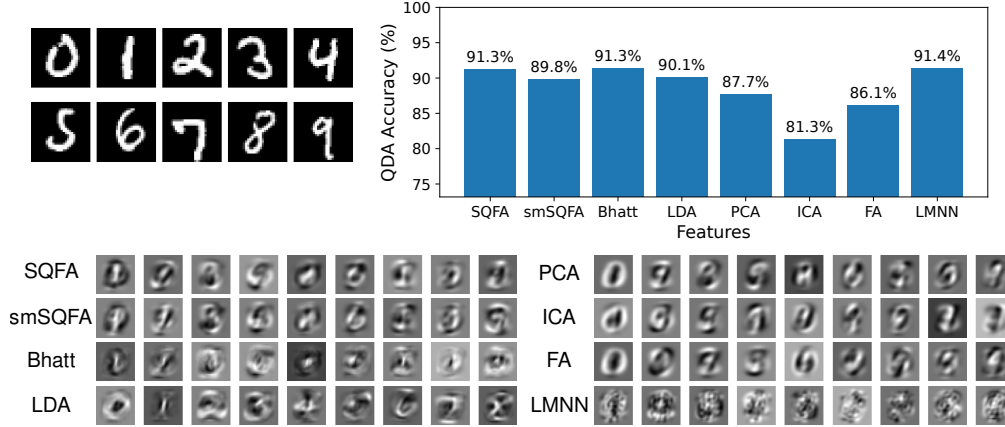 0 1 2 3 4
5 6 7 8 9
QDA Accuracy (%)
100
95
90
85
80
75
91.3%
89.8%
91.3%
90.1%
87.7%
81.3%
86.1%
91.4%
SQFA smSQFA Bhatt LDA PCA ICA FA LMNN
Features
SQFA
smSQFA
Bhatt
LDA
PCA
ICA
FA
LMNN